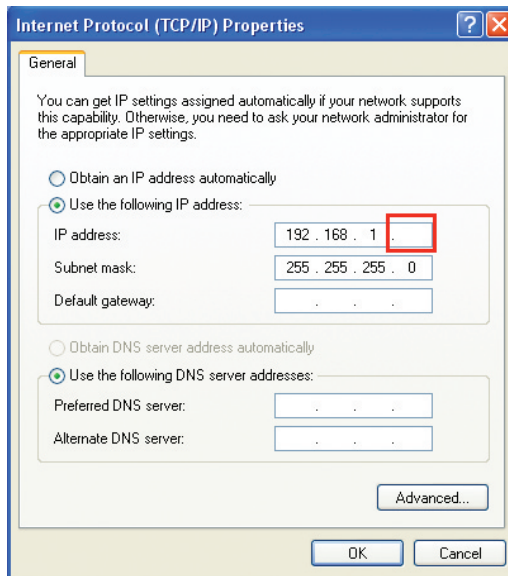 Internet Protocol (TCP/IP) Properties
General
You can get IP settings assigned automatically if your network supports
this capability. Otherwise, you need to ask your network administrator for
the appropriate IP settings.
Obtain an IP address automatically
Use the following IP address:
IP address: 192 . 168 . 1 .
Subnet mask: 255 . 255 . 255 . 0
Default gateway: . . .
Obtain DNS server address automatically
Use the following DNS server addresses:
Preferred DNS server: . . .
Alternate DNS server: . . .
Advanced...
OK Cancel